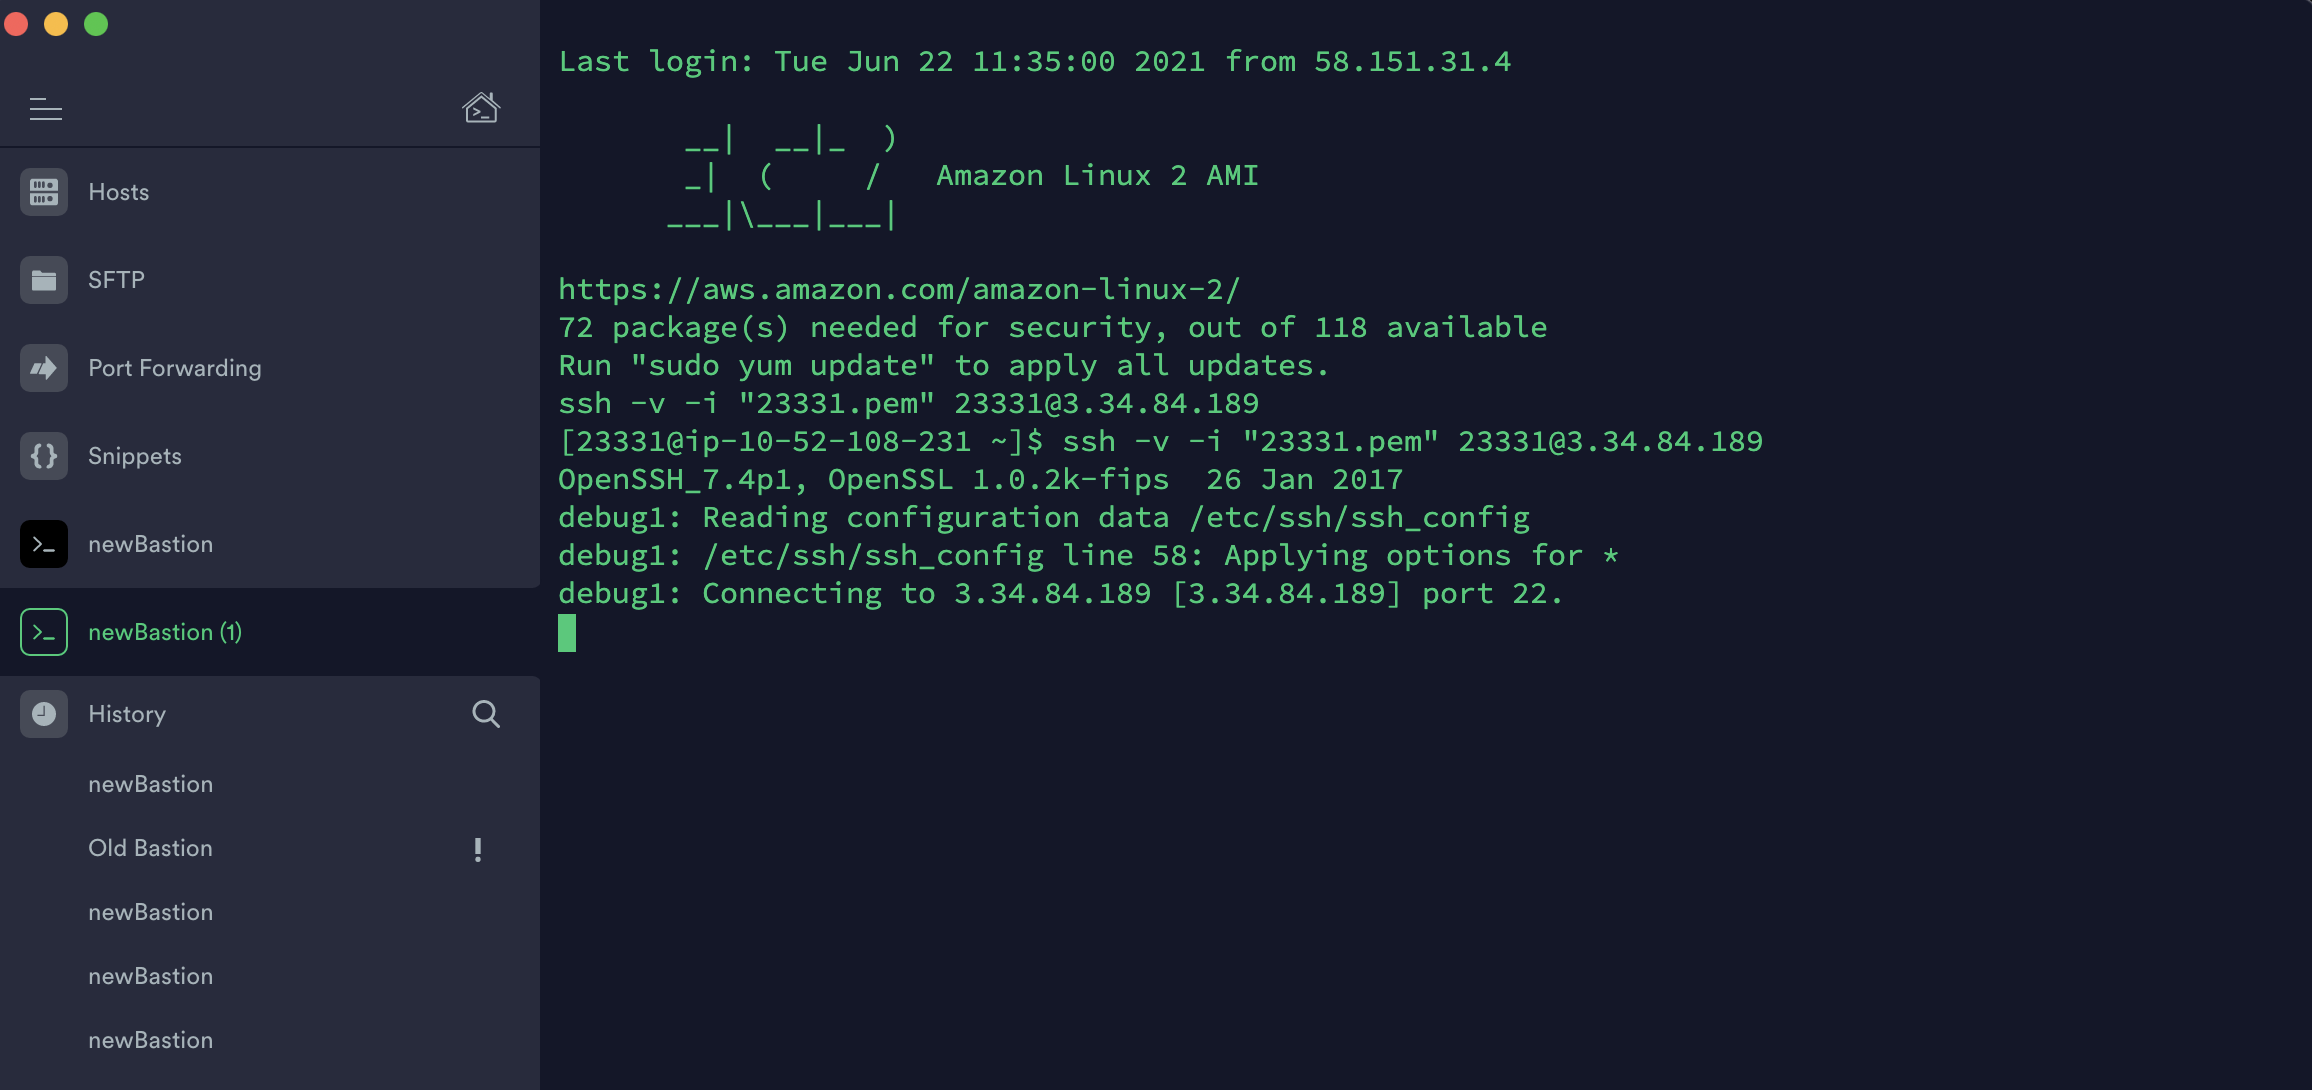 Hosts
SFTP
Port Forwarding
Snippets
newBastion
newBastion (1)
History
newBastion
Old Bastion
newBastion
newBastion
newBastion
Last login: Tue Jun 22 11:35:00 2021 from 58.151.31.4
       __|  __|_  )
       _|  (     /   Amazon Linux 2 AMI
      ___|\___|___|
https://aws.amazon.com/amazon-linux-2/
72 package(s) needed for security, out of 118 available
Run "sudo yum update" to apply all updates.
ssh -v -i "23331.pem" 23331@3.34.84.189
[23331@ip-10-52-108-231 ~]$ ssh -v -i "23331.pem" 23331@3.34.84.189
OpenSSH_7.4p1, OpenSSL 1.0.2k-fips  26 Jan 2017
debug1: Reading configuration data /etc/ssh/ssh_config
debug1: /etc/ssh/ssh_config line 58: Applying options for *
debug1: Connecting to 3.34.84.189 [3.34.84.189] port 22.